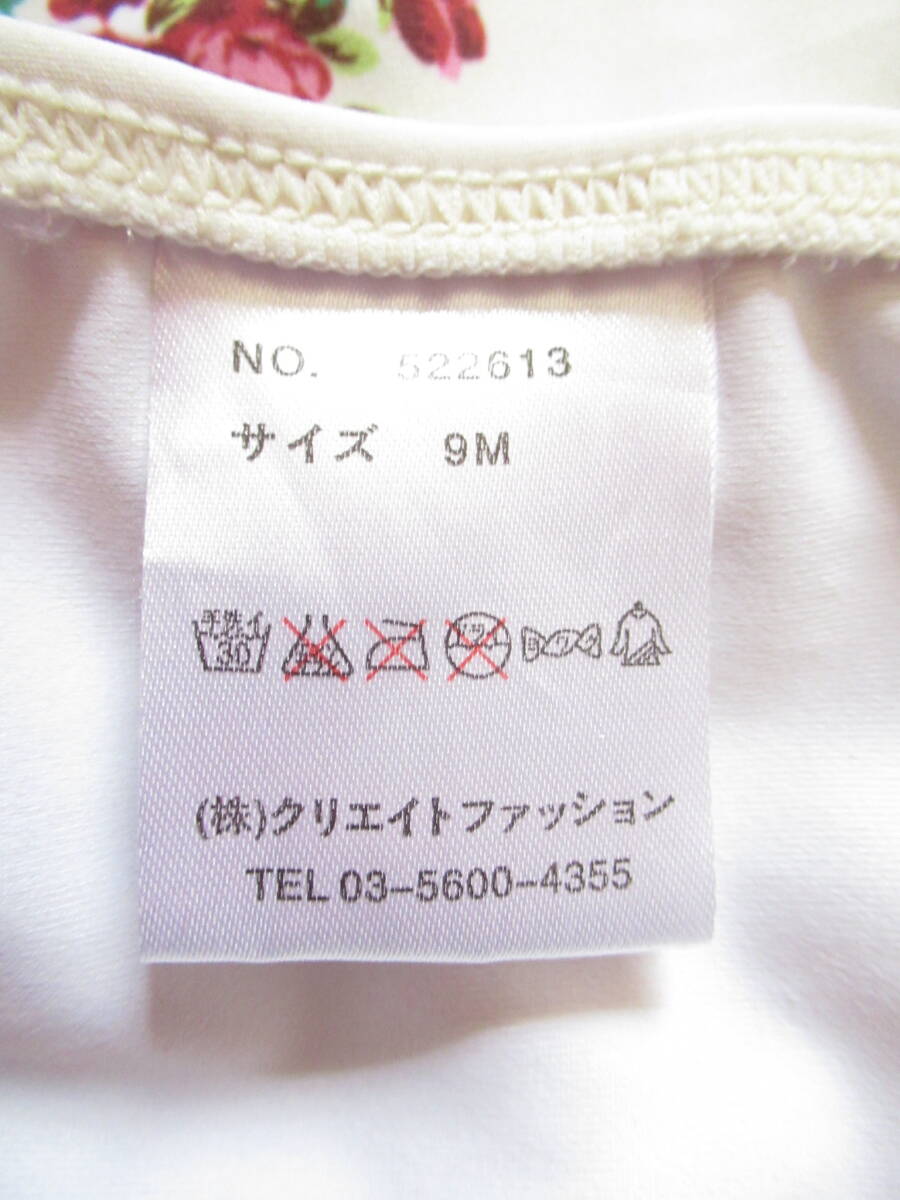 NO. 522613
サイズ 9M
手洗イ
30
(株)クリエイトファッション
TEL 03-5600-4355